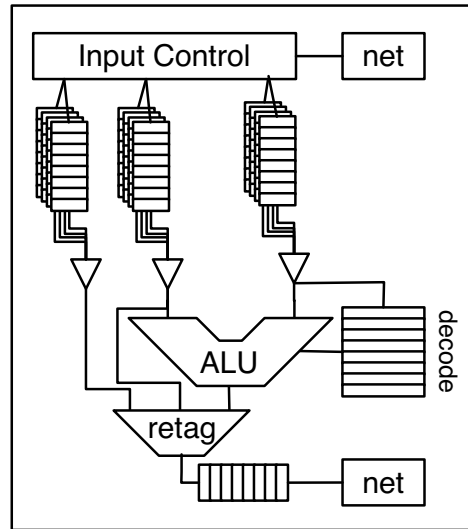 Input Control
net
ALU
decode
retag
net